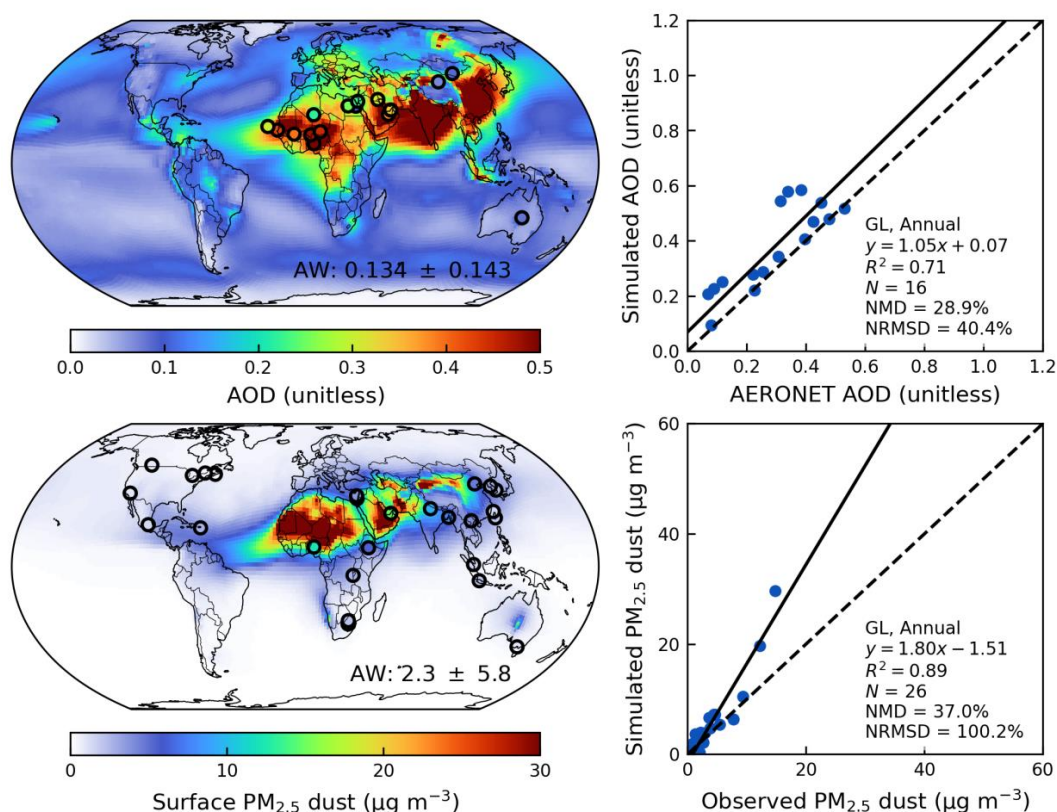 AW: 0.134 ± 0.143
0.0 0.1 0.2 0.3 0.4 0.5
AOD (unitless)
Simulated AOD (unitless)
1.2
1.0
0.8
0.6
0.4
0.2
0.0
GL, Annual
y = 1.05x + 0.07
R² = 0.71
N = 16
NMD = 28.9%
NRMSD = 40.4%
0.0 0.2 0.4 0.6 0.8 1.0 1.2
AERONET AOD (unitless)
AW: 2.3 ± 5.8
0 10 20 30
Surface PM₂.₅ dust (µg m⁻³)
Simulated PM₂.₅ dust (µg m⁻³)
60
40
20
0
GL, Annual
y = 1.80x − 1.51
R² = 0.89
N = 26
NMD = 37.0%
NRMSD = 100.2%
0 20 40 60
Observed PM₂.₅ dust (µg m⁻³)